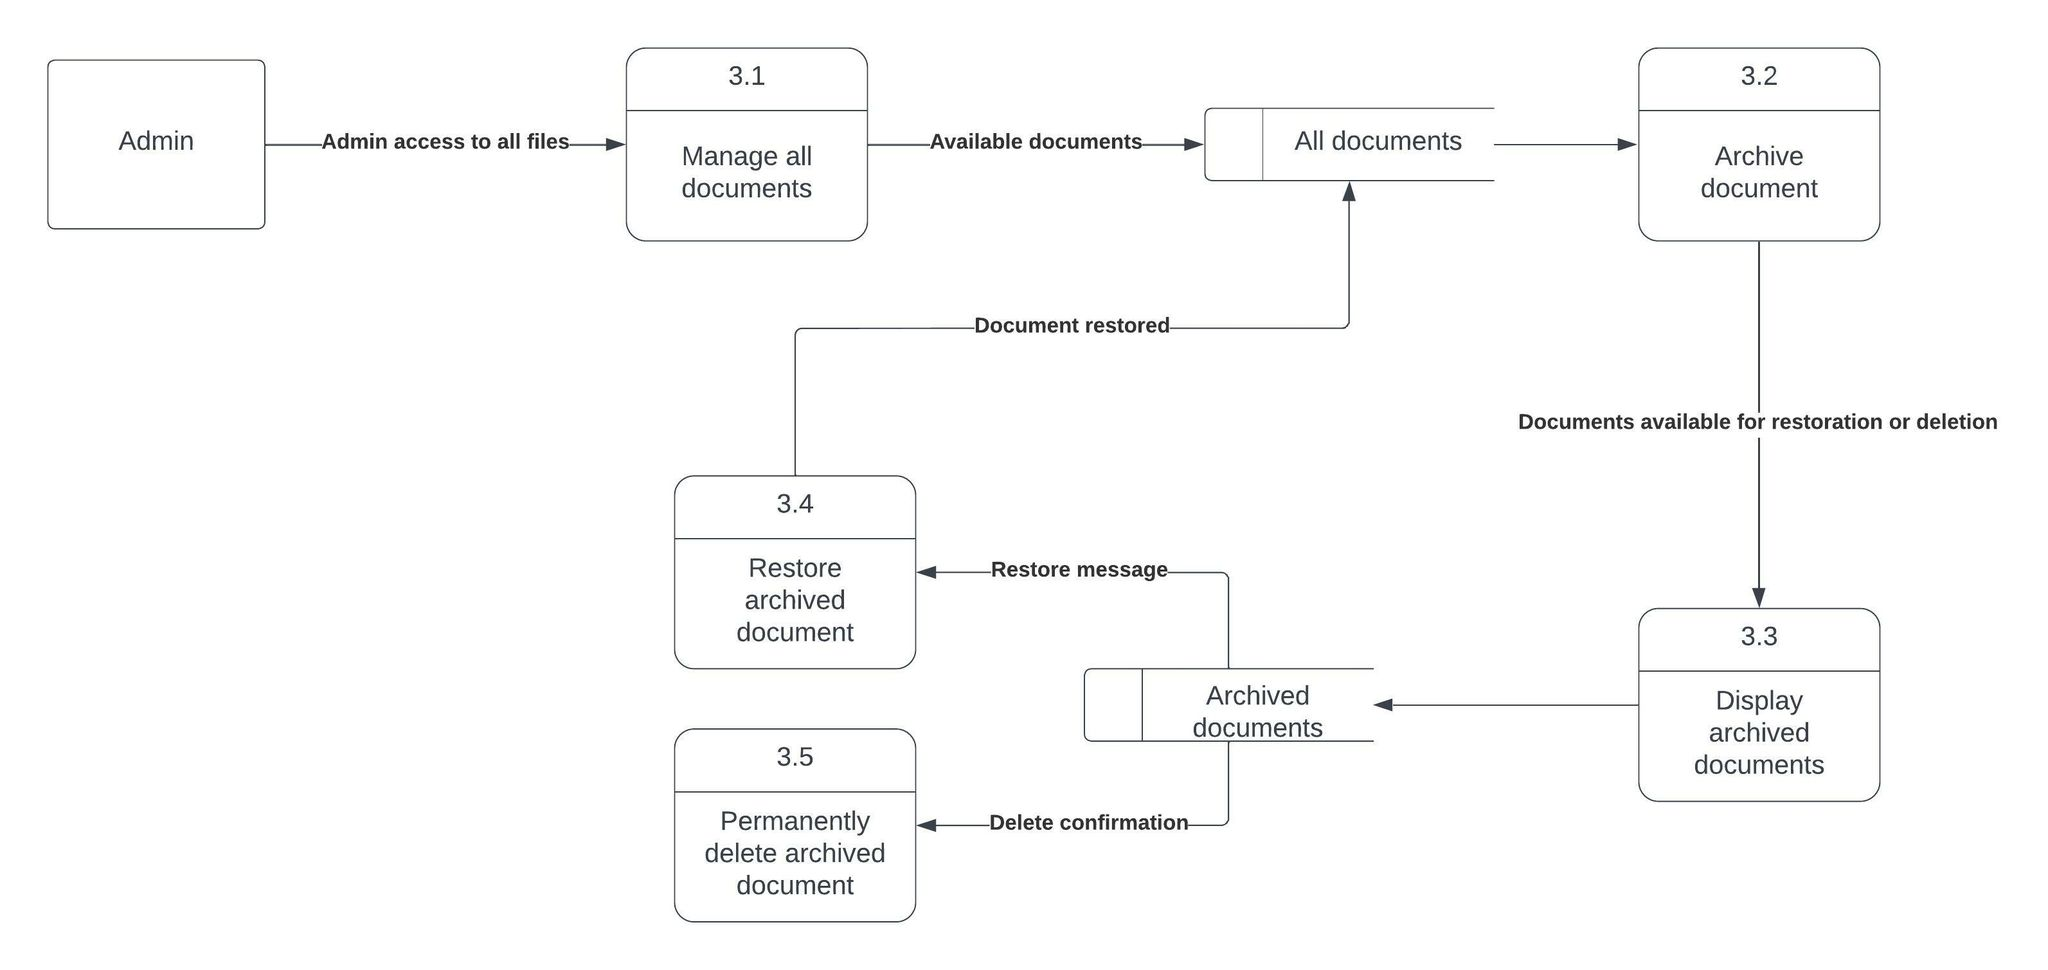 Admin
Admin access to all files
3.1
Manage all
documents
Available documents
All documents
3.2
Archive
document
Document restored
Documents available for restoration or deletion
3.4
Restore
archived
document
Restore message
Archived
documents
3.3
Display
archived
documents
3.5
Permanently
delete archived
document
Delete confirmation